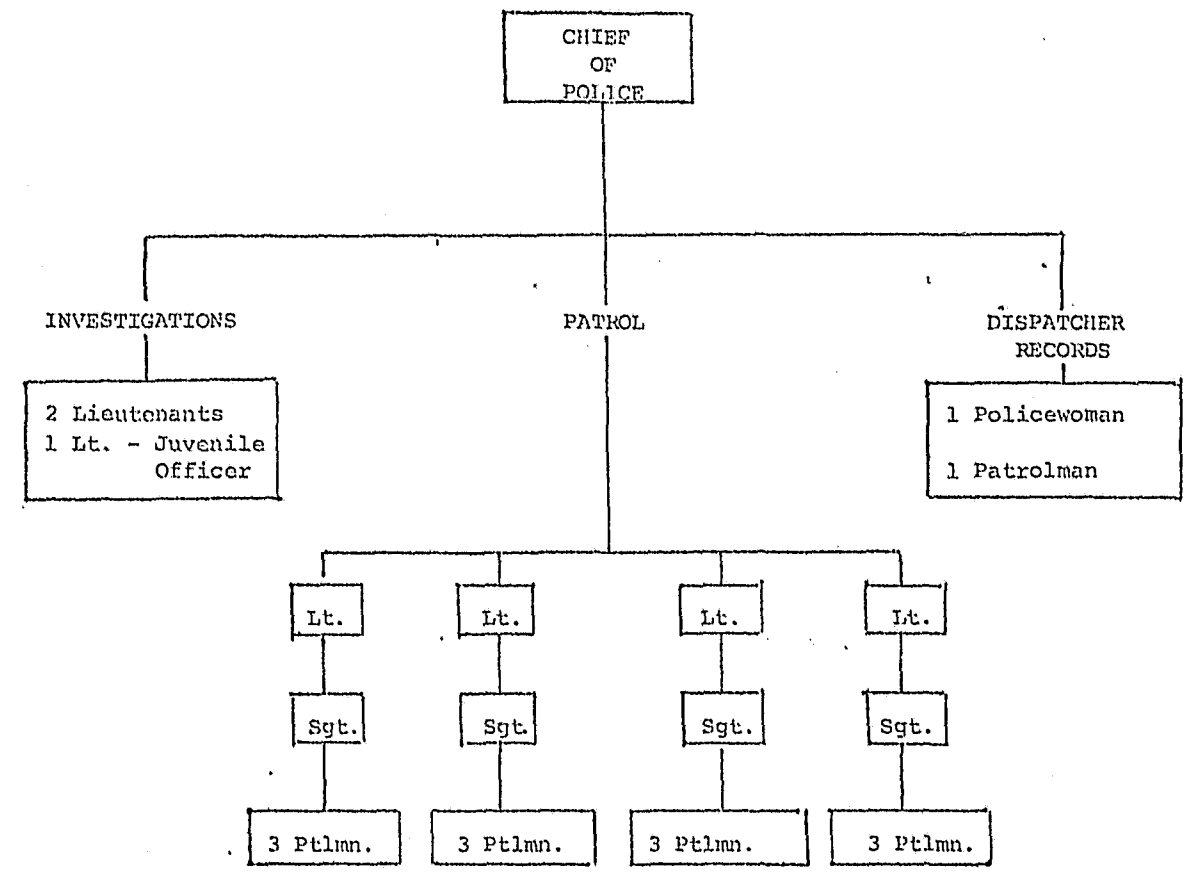 CHIEF
OF
POLICE
INVESTIGATIONS
PATROL
DISPATCHER
RECORDS
2 Lieutenants
1 Lt. - Juvenile
Officer
1 Policewoman
1 Patrolman
Lt.
Lt.
Lt.
Lt.
Sgt.
Sgt.
Sgt.
Sgt.
3 Ptlmn.
3 Ptlmn.
3 Ptlmn.
3 Ptlmn.